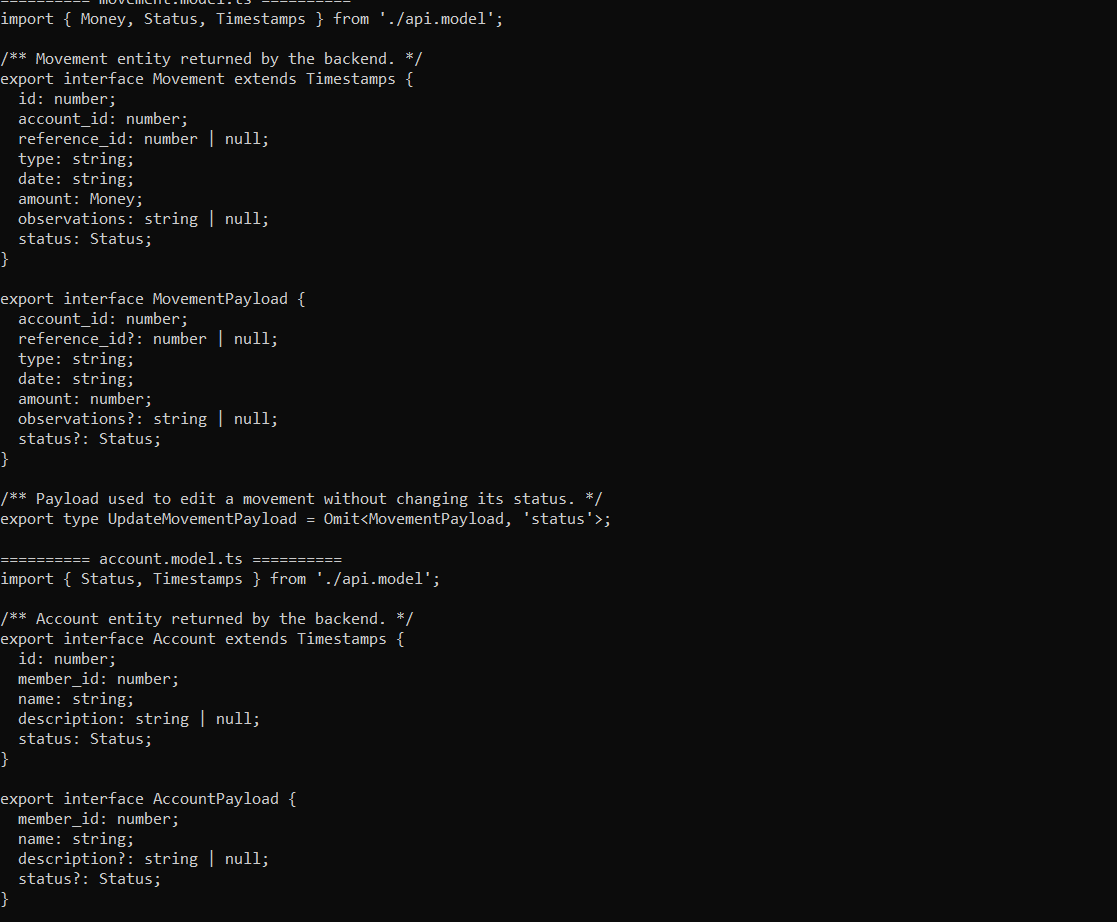 ========== movement.model.ts ==========
import { Money, Status, Timestamps } from './api.model';
/** Movement entity returned by the backend. */
export interface Movement extends Timestamps {
  id: number;
  account_id: number;
  reference_id: number | null;
  type: string;
  date: string;
  amount: Money;
  observations: string | null;
  status: Status;
}
export interface MovementPayload {
  account_id: number;
  reference_id?: number | null;
  type: string;
  date: string;
  amount: number;
  observations?: string | null;
  status?: Status;
}
/** Payload used to edit a movement without changing its status. */
export type UpdateMovementPayload = Omit<MovementPayload, 'status'>;
========== account.model.ts ==========
import { Status, Timestamps } from './api.model';
/** Account entity returned by the backend. */
export interface Account extends Timestamps {
  id: number;
  member_id: number;
  name: string;
  description: string | null;
  status: Status;
}
export interface AccountPayload {
  member_id: number;
  name: string;
  description?: string | null;
  status?: Status;
}